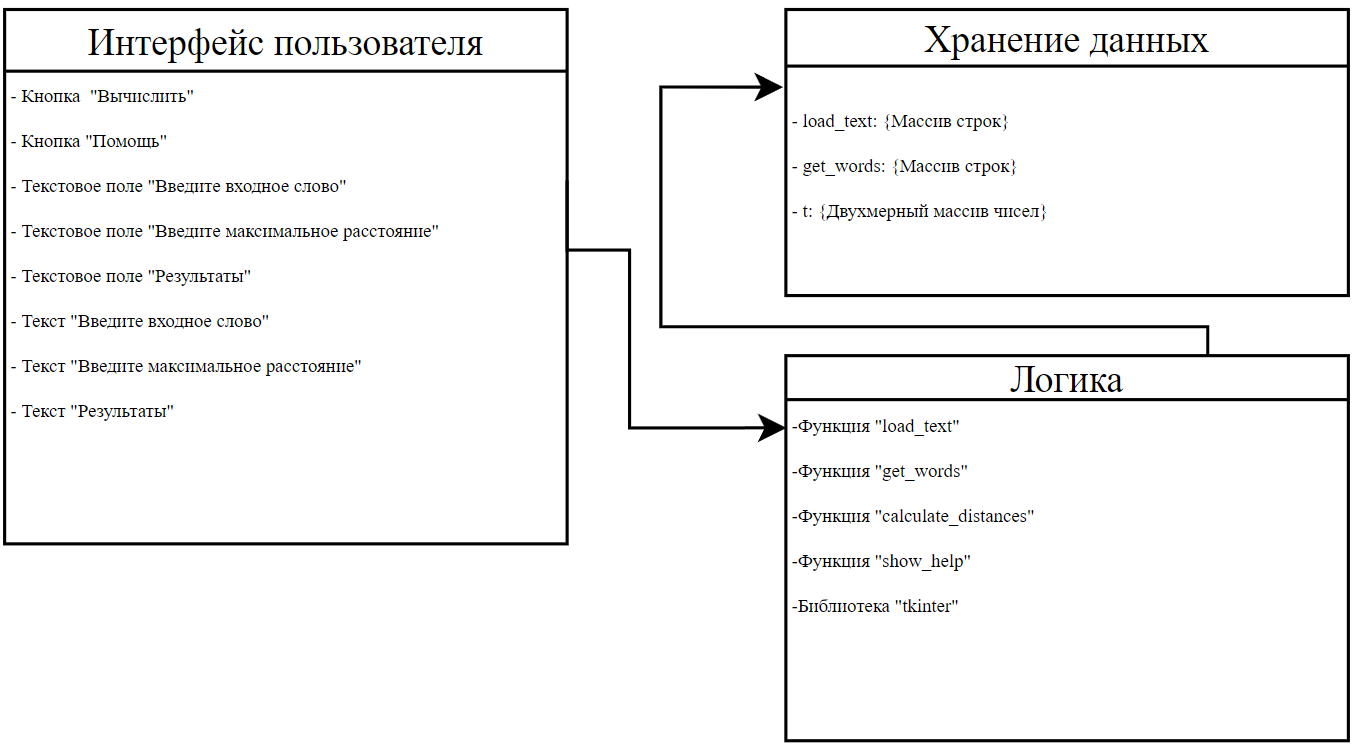 Интерфейс пользователя
- Кнопка  "Вычислить"
- Кнопка "Помощь"
- Текстовое поле "Введите входное слово"
- Текстовое поле "Введите максимальное расстояние"
- Текстовое поле "Результаты"
- Текст "Введите входное слово"
- Текст "Введите максимальное расстояние"
- Текст "Результаты"
Хранение данных
- load_text: {Массив строк}
- get_words: {Массив строк}
- t: {Двухмерный массив чисел}
Логика
-Функция "load_text"
-Функция "get_words"
-Функция "calculate_distances"
-Функция "show_help"
-Библиотека "tkinter"